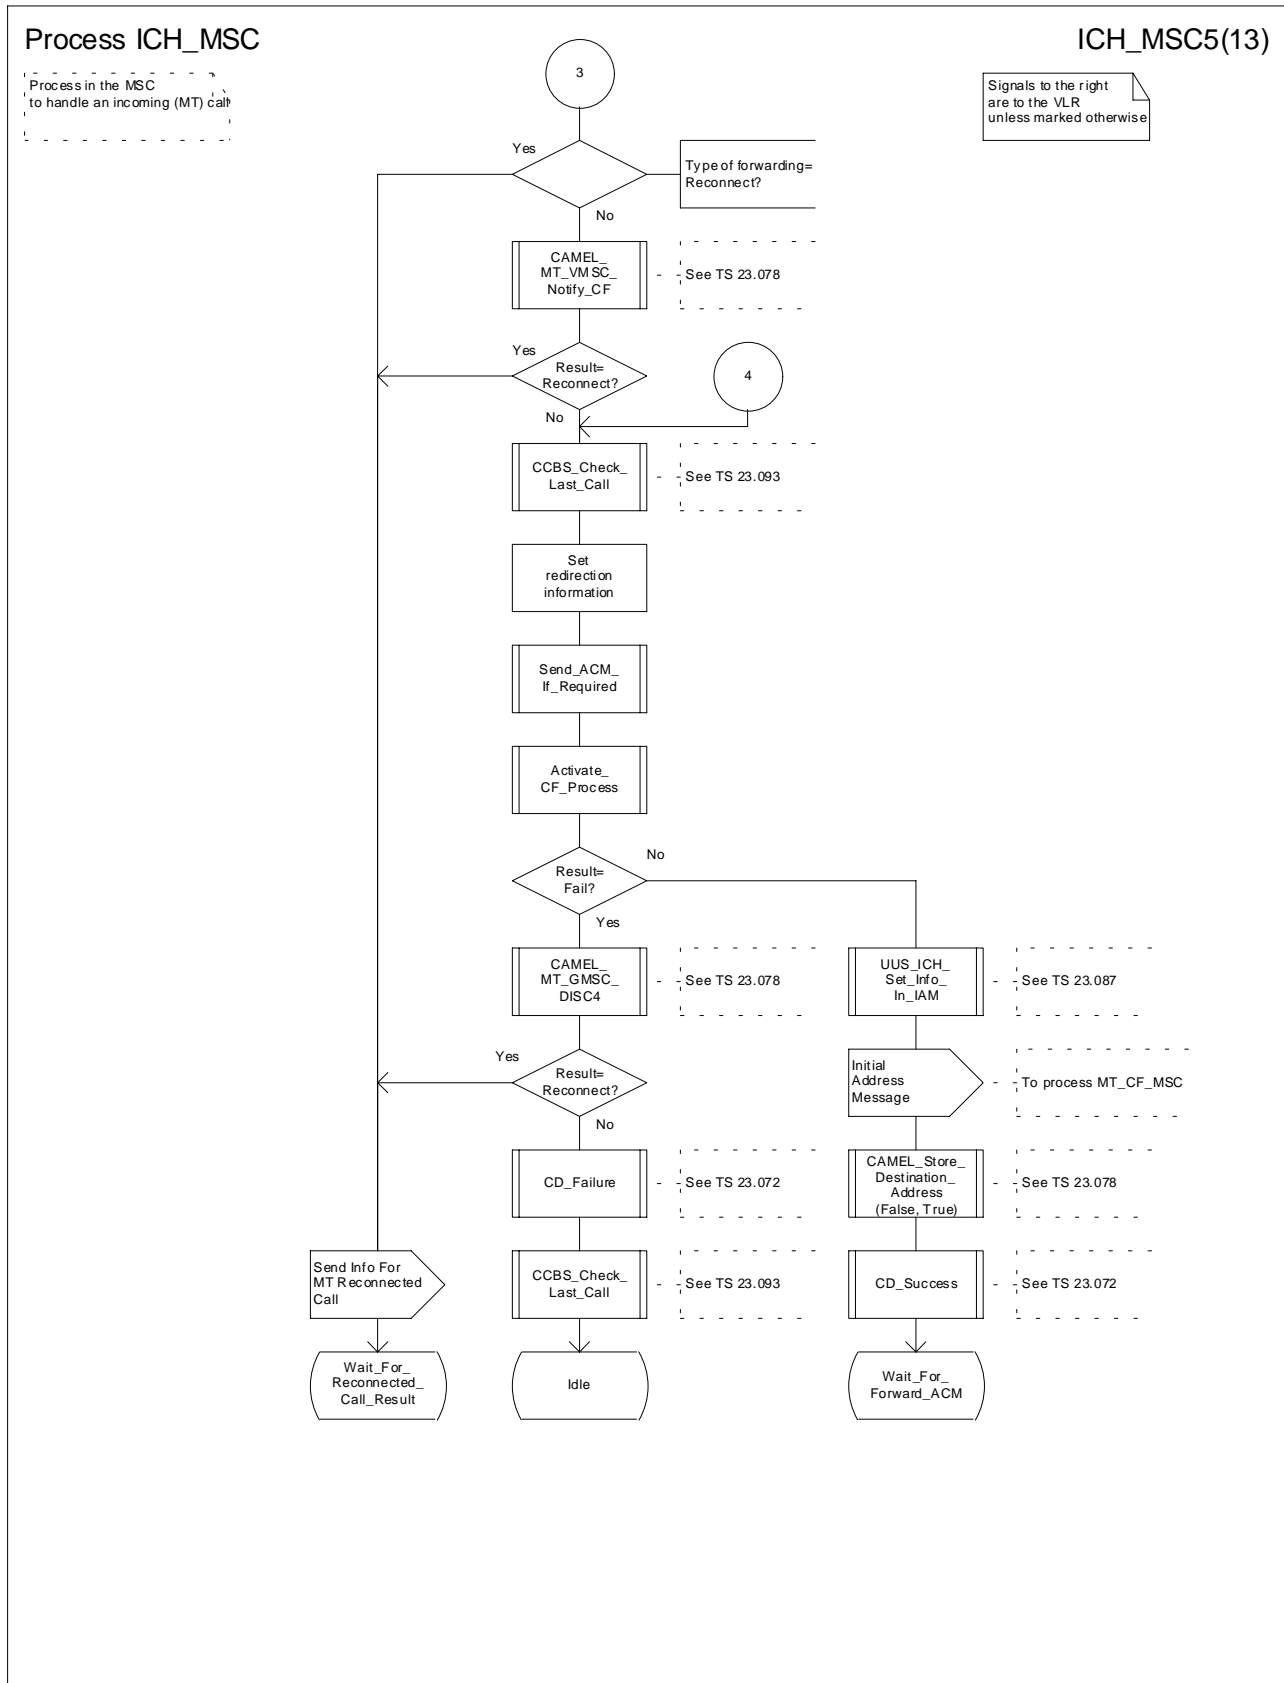 Process ICH_MSC
ICH_MSC5(13)
Process in the MSC
to handle an incoming (MT) call
Signals to the right
are to the VLR
unless marked otherwise
3
Yes
Type of forwarding=
Reconnect?
No
CAMEL_
MT_VMSC_
Notify_CF
See TS 23.078
Yes
Result=
Reconnect?
4
No
CCBS_Check_
Last_Call
See TS 23.093
Set
redirection
information
Send_ACM_
If_Required
Activate_
CF_Process
No
Result=
Fail?
Yes
CAMEL_
MT_GMSC_
DISC4
See TS 23.078
UUS_ICH_
Set_Info_
In_IAM
See TS 23.087
Yes
Result=
Reconnect?
Initial
Address
Message
To process MT_CF_MSC
No
CD_Failure
See TS 23.072
CAMEL_Store_
Destination_
Address
(False, True)
See TS 23.078
Send Info For
MT Reconnected
Call
CCBS_Check_
Last_Call
See TS 23.093
CD_Success
See TS 23.072
Wait_For_
Reconnected_
Call_Result
Idle
Wait_For_
Forward_ACM